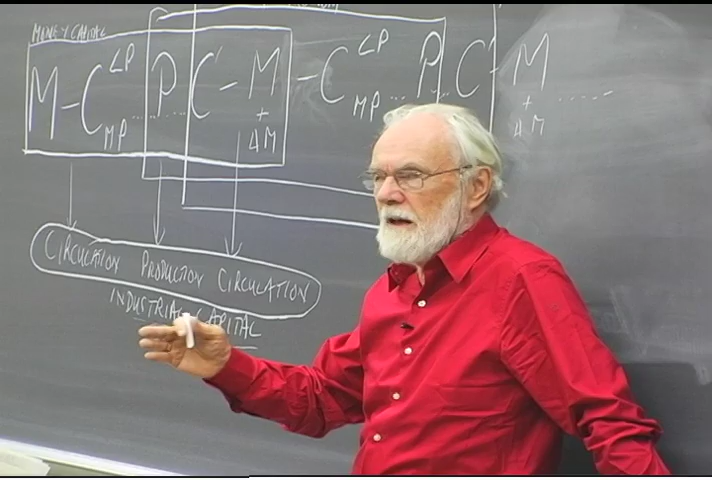 MONEY CAPITAL
LP LP
M - C ... P C' - M - C ... P C' - M .....
MP + MP +
ΔM ΔM
CIRCULATION PRODUCTION CIRCULATION
INDUSTRIAL CAPITAL